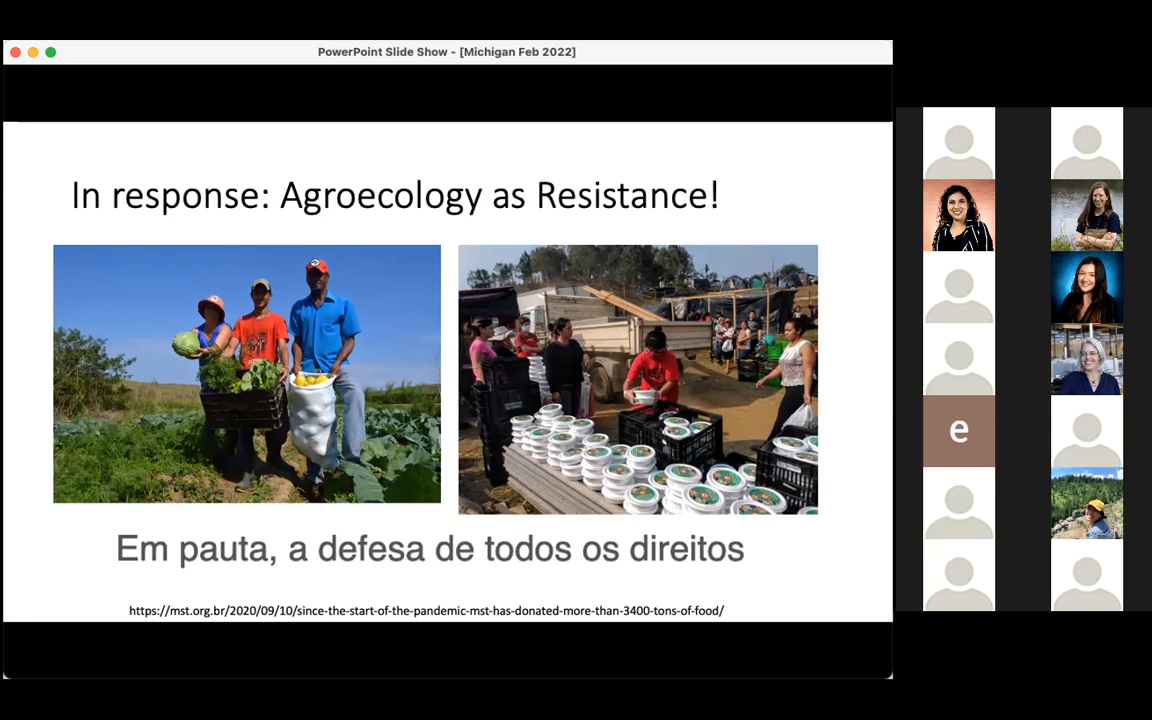 PowerPoint Slide Show - [Michigan Feb 2022]
In response: Agroecology as Resistance!
Em pauta, a defesa de todos os direitos
https://mst.org.br/2020/09/10/since-the-start-of-the-pandemic-mst-has-donated-more-than-3400-tons-of-food/
e